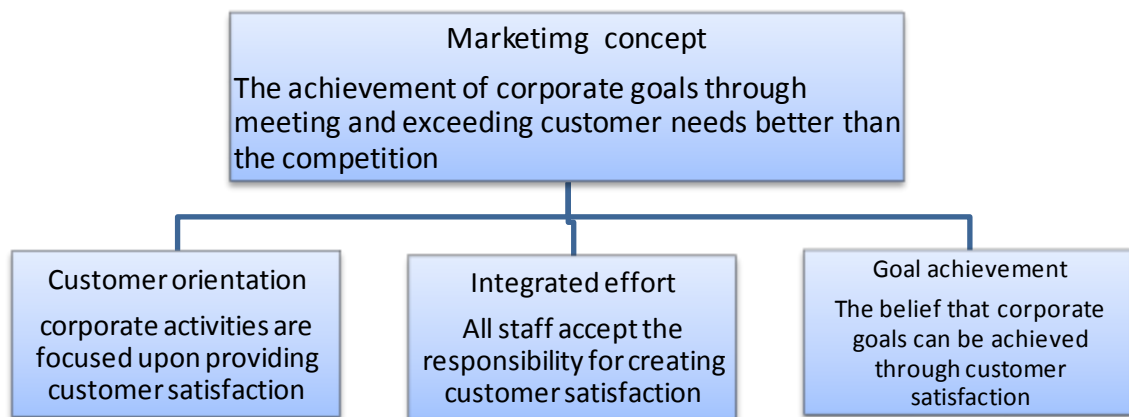 Marketimg concept
The achievement of corporate goals through
meeting and exceeding customer needs better than
the competition
Customer orientation
corporate activities are
focused upon providing
customer satisfaction
Integrated effort
All staff accept the
responsibility for creating
customer satisfaction
Goal achievement
The belief that corporate
goals can be achieved
through customer
satisfaction